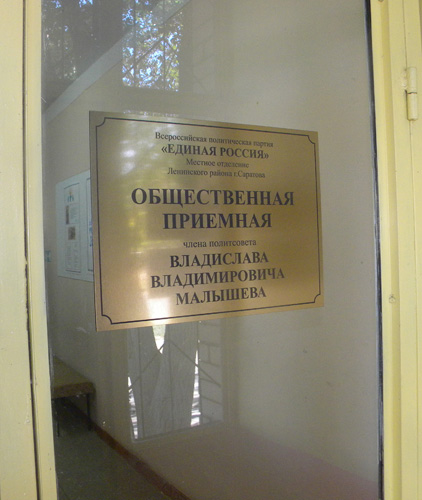 Всероссийская политическая партия
«ЕДИНАЯ РОССИЯ»
Местное отделение
Ленинского района г.Саратова
ОБЩЕСТВЕННАЯ
ПРИЕМНАЯ
члена политсовета
ВЛАДИСЛАВА
ВЛАДИМИРОВИЧА
МАЛЫШЕВА